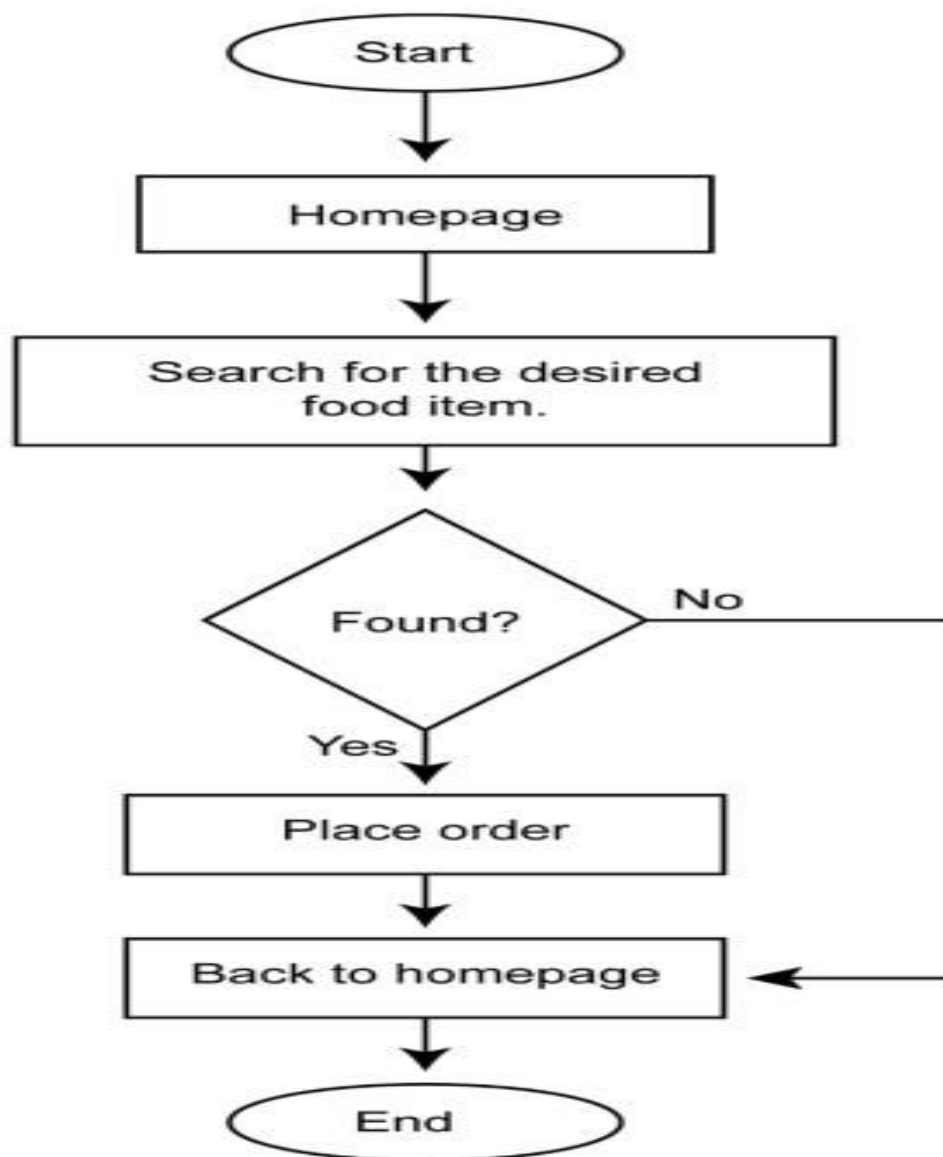 Start
Homepage
Search for the desired
food item.
Found?
No
Yes
Place order
Back to homepage
End